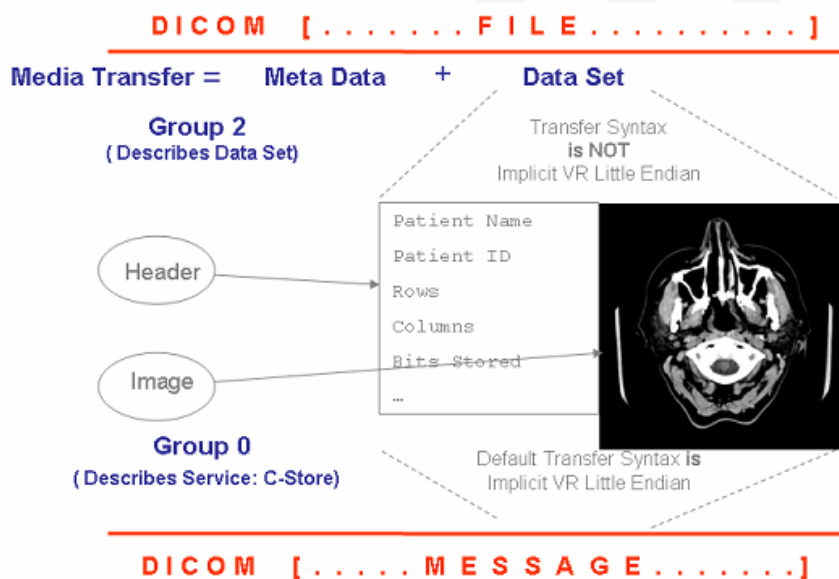 DICOM [.......FILE..........]
Media Transfer = Meta Data + Data Set
Group 2
( Describes Data Set)
Transfer Syntax
is NOT
Implicit VR Little Endian
Header
Image
Patient Name
Patient ID
Rows
Columns
Bits Stored
…
Group 0
( Describes Service: C-Store)
Default Transfer Syntax is
Implicit VR Little Endian
DICOM [.....MESSAGE.......]